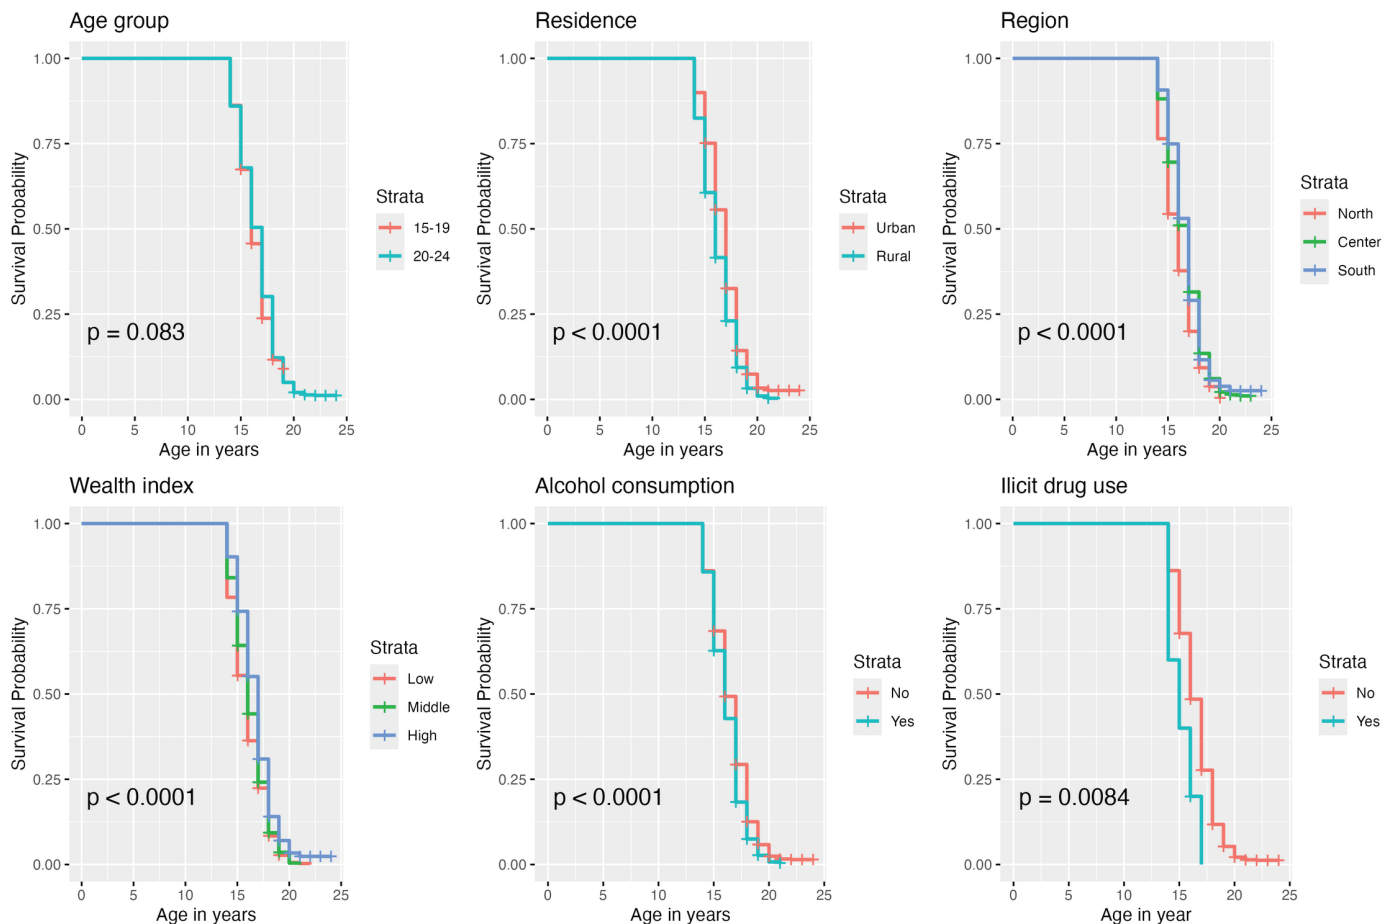 Age group
Survival Probability
1.00
0.75
0.50
0.25
0.00
p = 0.083
0 5 10 15 20 25
Age in years
Strata
15-19
20-24
Residence
Survival Probability
1.00
0.75
0.50
0.25
0.00
p < 0.0001
0 5 10 15 20 25
Age in years
Strata
Urban
Rural
Region
Survival Probability
1.00
0.75
0.50
0.25
0.00
p < 0.0001
0 5 10 15 20 25
Age in years
Strata
North
Center
South
Wealth index
Survival Probability
1.00
0.75
0.50
0.25
0.00
p < 0.0001
0 5 10 15 20 25
Age in years
Strata
Low
Middle
High
Alcohol consumption
Survival Probability
1.00
0.75
0.50
0.25
0.00
p < 0.0001
0 5 10 15 20 25
Age in years
Strata
No
Yes
Ilicit drug use
Survival Probability
1.00
0.75
0.50
0.25
0.00
p = 0.0084
0 5 10 15 20 25
Age in year
Strata
No
Yes